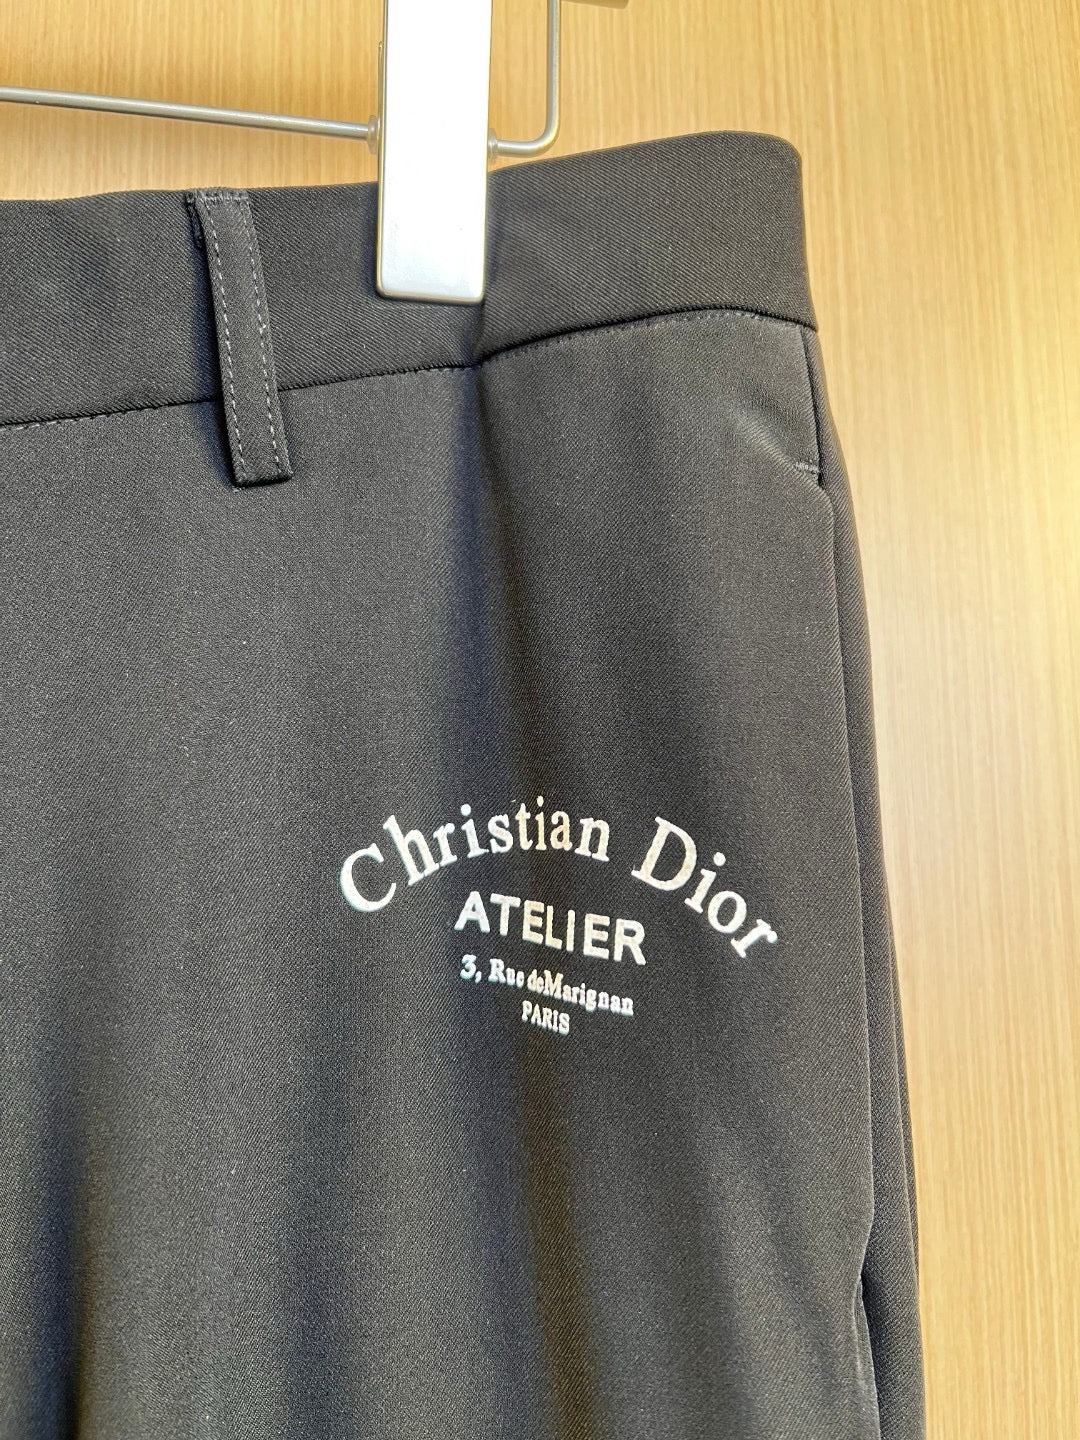 Christian Dior
ATELIER
3, Rue deMarignan
PARIS